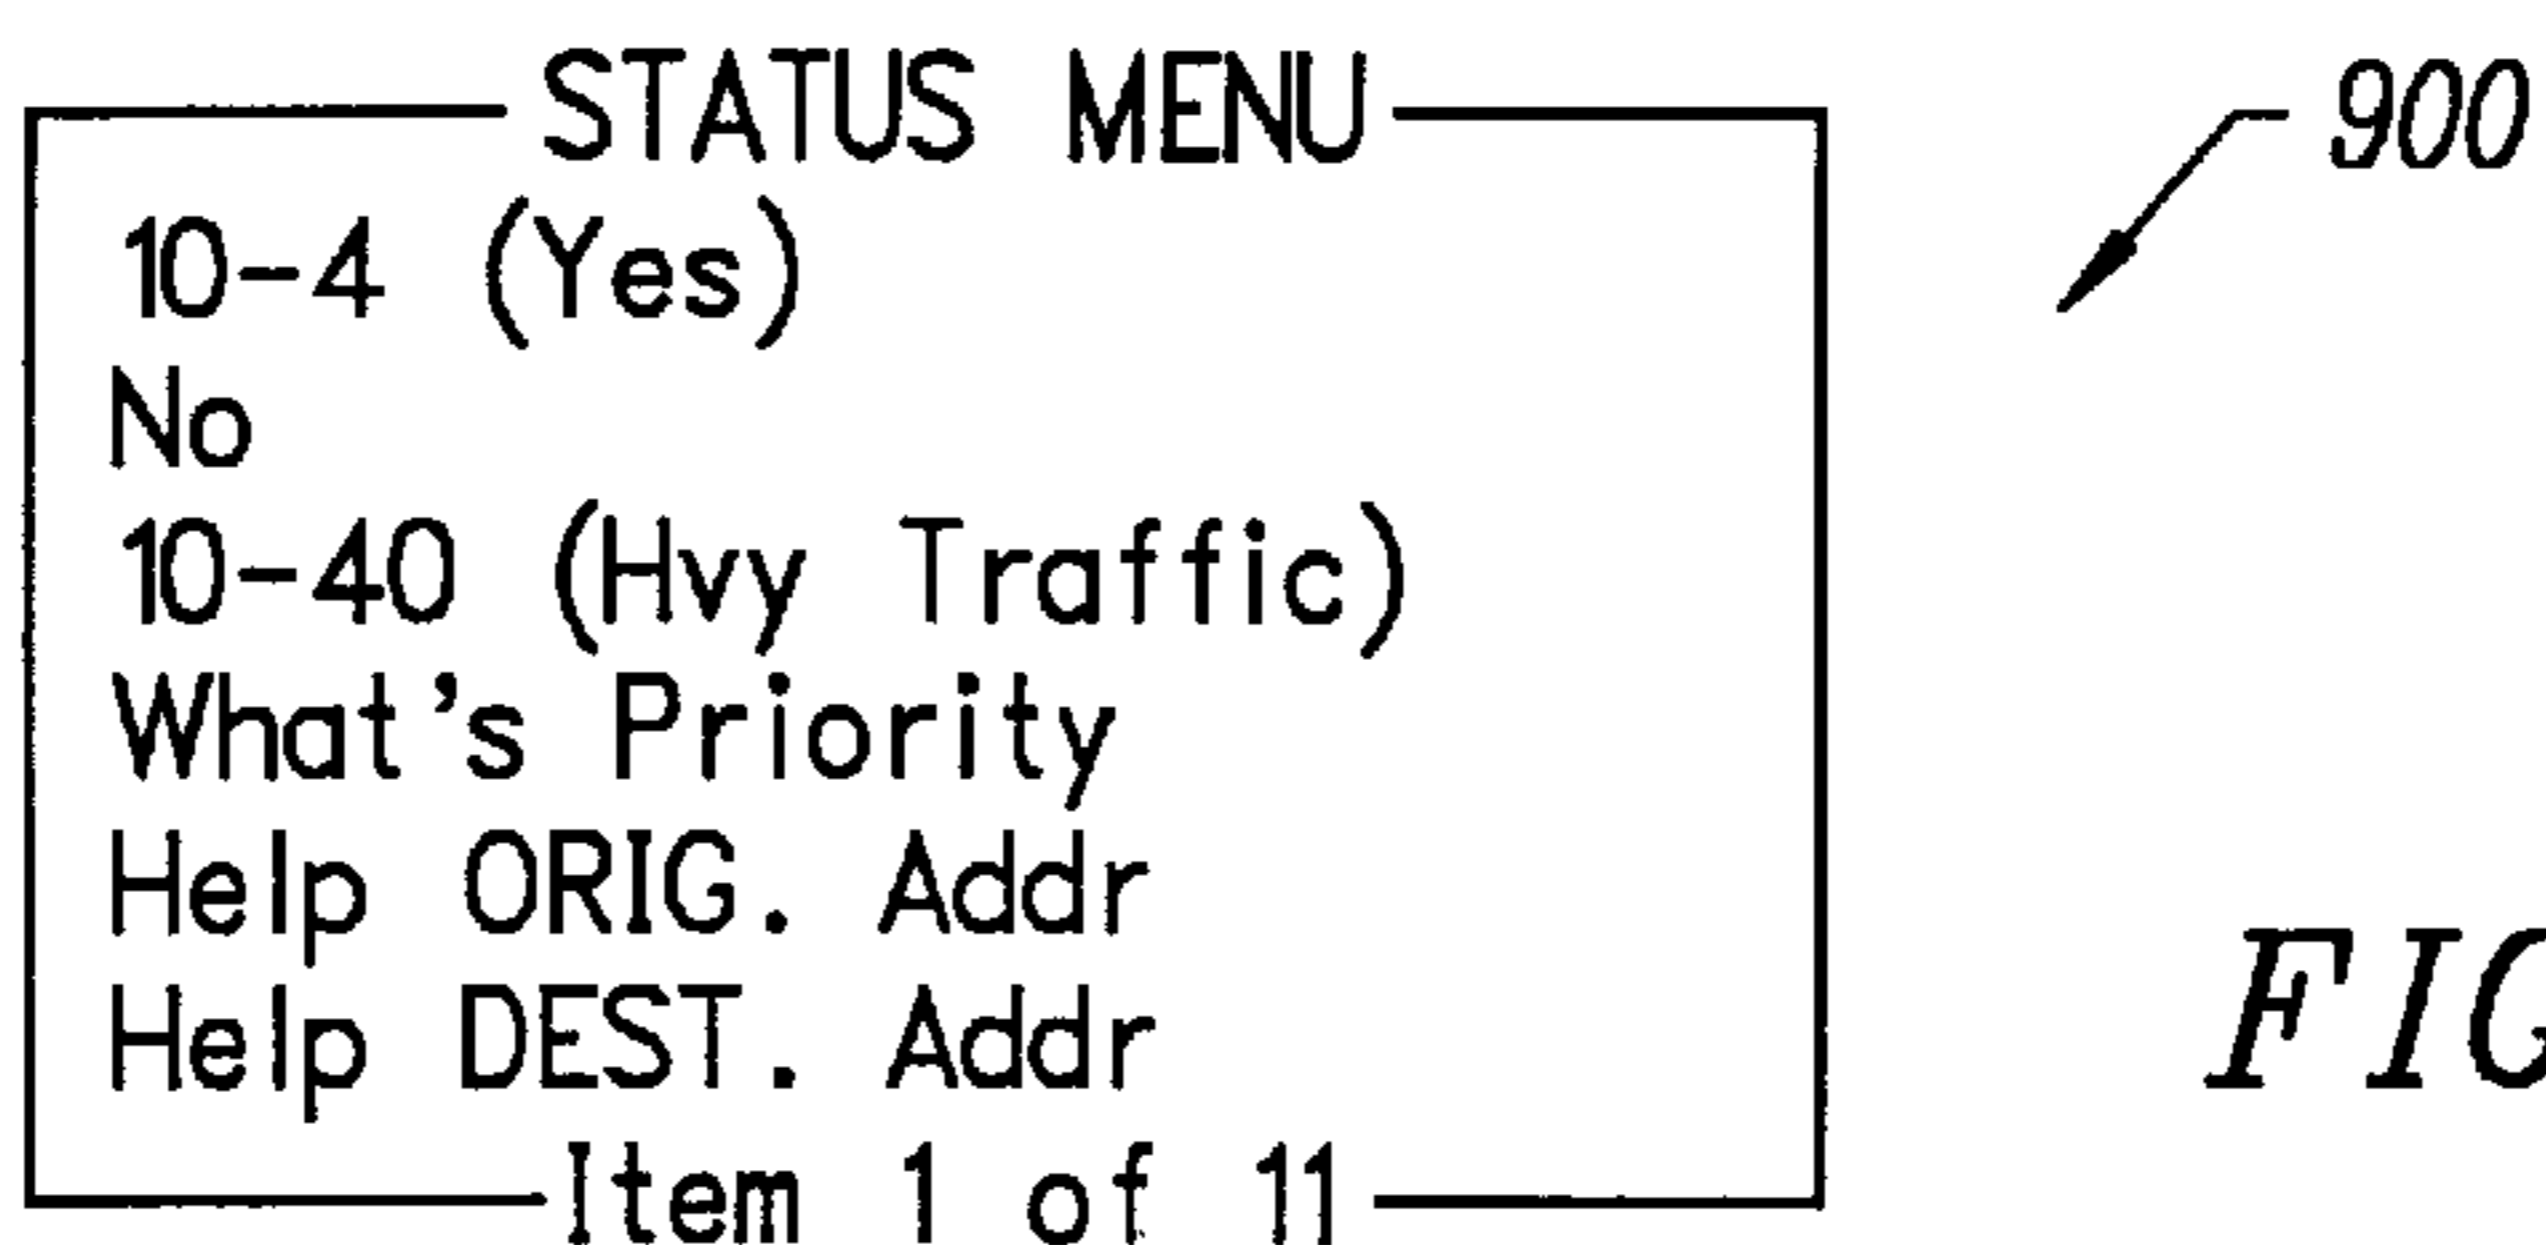 STATUS MENU
900
10-4 (Yes)
No
10-40 (Hvy Traffic)
What's Priority
Help ORIG. Addr
Help DEST. Addr
FIG
Item 1 of 11